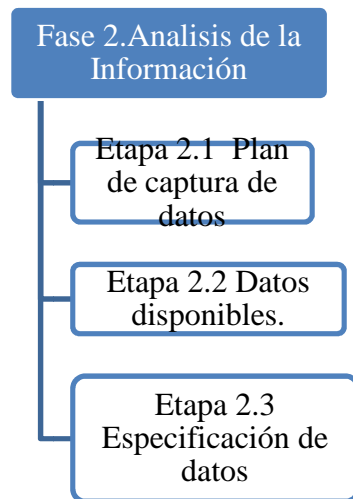 Fase 2.Analisis de la
Información
Etapa 2.1 Plan
de captura de
datos
Etapa 2.2 Datos
disponibles.
Etapa 2.3
Especificación de
datos